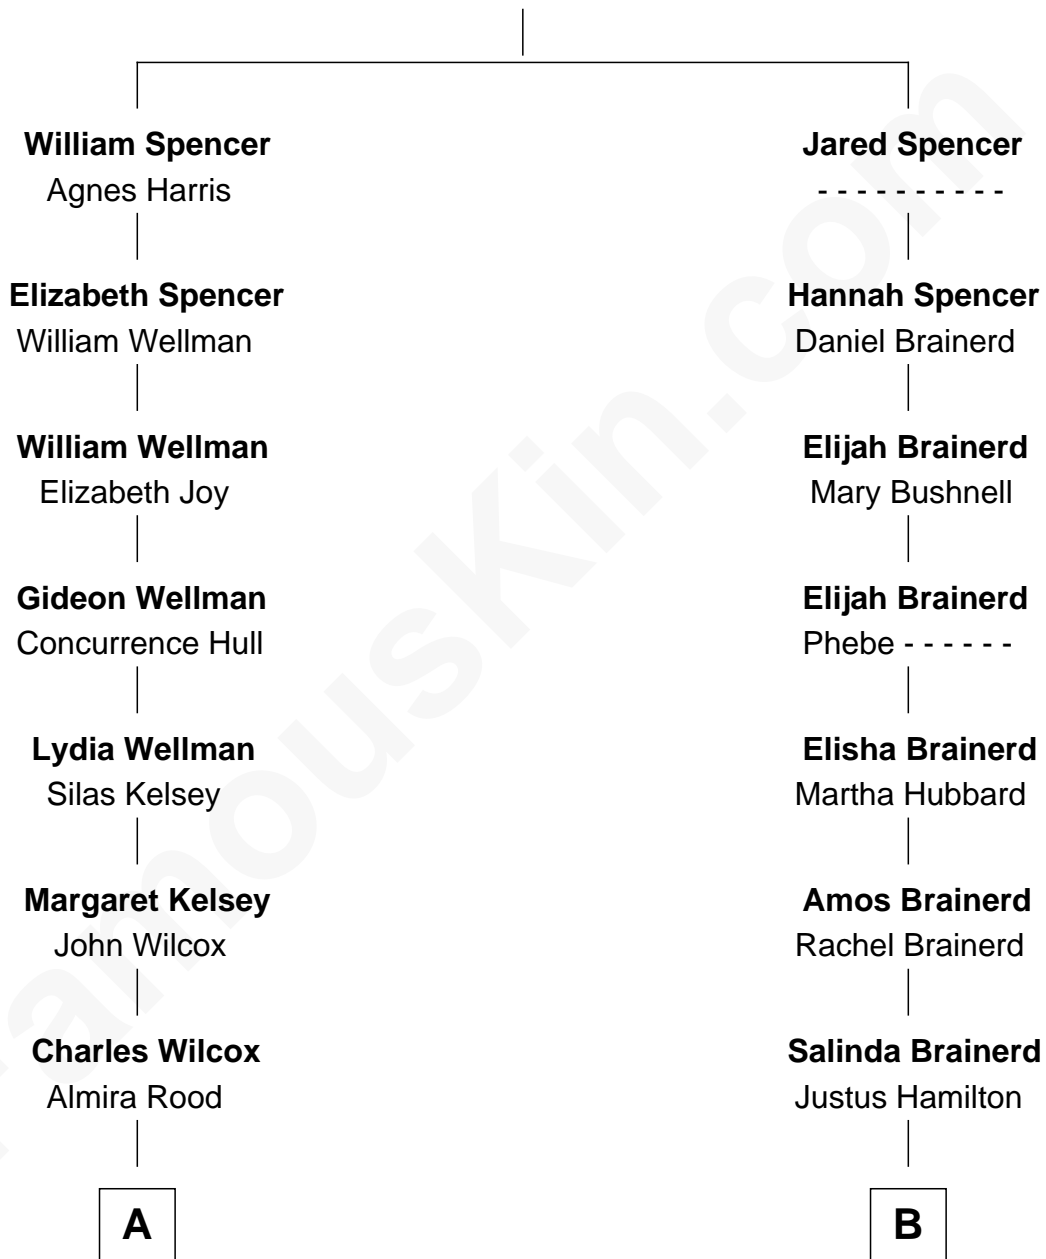 William Spencer
Agnes Harris
Elizabeth Spencer
William Wellman
William Wellman
Elizabeth Joy
Gideon Wellman
Concurrence Hull
Lydia Wellman
Silas Kelsey
Margaret Kelsey
John Wilcox
Charles Wilcox
Almira Rood
A
Jared Spencer
- - - - - - - - - -
Hannah Spencer
Daniel Brainerd
Elijah Brainerd
Mary Bushnell
Elijah Brainerd
Phebe - - - - - -
Elisha Brainerd
Martha Hubbard
Amos Brainerd
Rachel Brainerd
Salinda Brainerd
Justus Hamilton
B
FamousKin.com